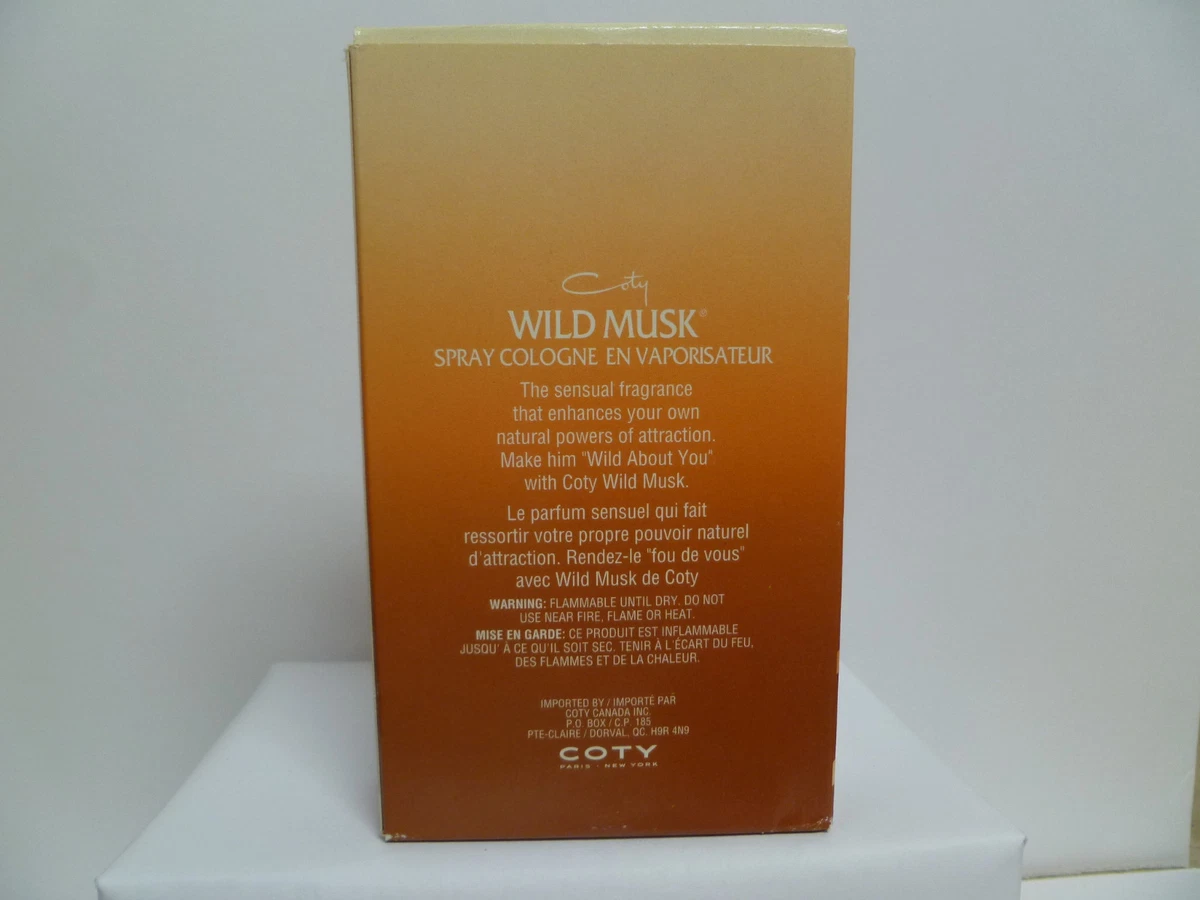 Coty
WILD MUSK®
SPRAY COLOGNE EN VAPORISATEUR
The sensual fragrance
that enhances your own
natural powers of attraction.
Make him "Wild About You"
with Coty Wild Musk.
Le parfum sensuel qui fait
ressortir votre propre pouvoir naturel
d'attraction. Rendez-le "fou de vous"
avec Wild Musk de Coty
WARNING: FLAMMABLE UNTIL DRY. DO NOT
USE NEAR FIRE, FLAME OR HEAT.
MISE EN GARDE: CE PRODUIT EST INFLAMMABLE
JUSQU' À CE QU'IL SOIT SEC. TENIR À L'ÉCART DU FEU,
DES FLAMMES ET DE LA CHALEUR.
IMPORTED BY / IMPORTÉ PAR
COTY CANADA INC.
P.O. BOX / C.P. 185
PTE-CLAIRE / DORVAL, QC. H9R 4N9
COTY
PARIS · NEW YORK